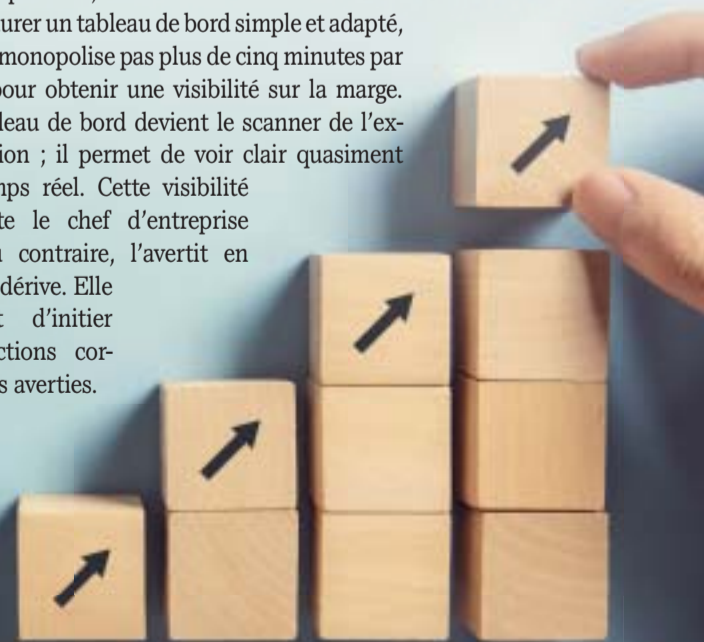 urer un tableau de bord simple et adapté,
monopolise pas plus de cinq minutes par
pour obtenir une visibilité sur la marge.
leau de bord devient le scanner de l'ex-
ion ; il permet de voir clair quasiment
nps réel. Cette visibilité
te le chef d'entreprise
contraire, l'avertit en
dérive. Elle
t d'initier
ctions cor-
s averties.